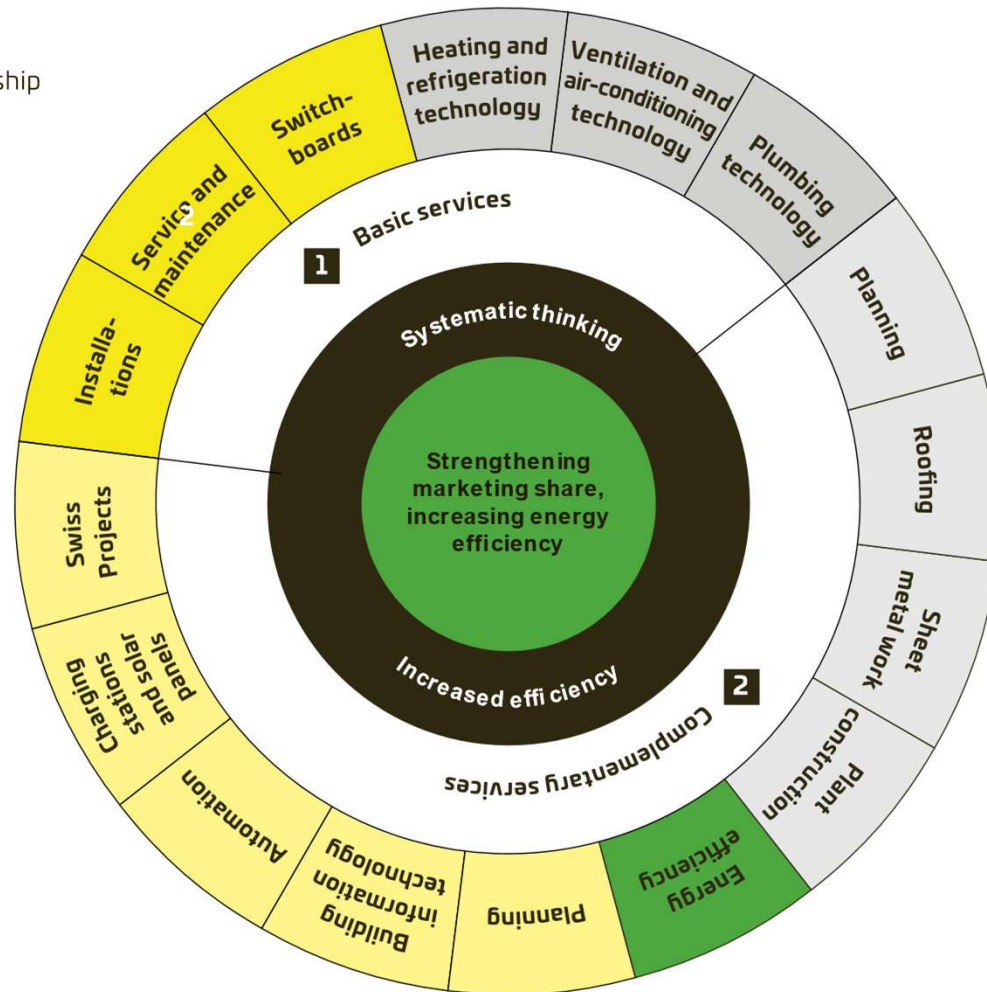 ship
Heating and
refrigeration
technology
Ventilation and
air-conditioning
technology
Plumbing
technology
Planning
Roofing
Sheet
metal work
Plant
construction
Energy
efficiency
Planning
Building
information
technology
Automation
Charging
stations
and solar
panels
Swiss
Projects
Installa-
tions
Service and
maintenance
2
Switch-
boards
1
Basic services
Systematic thinking
Strengthening
marketing share,
increasing energy
efficiency
Increased efficiency
2
Complementary services